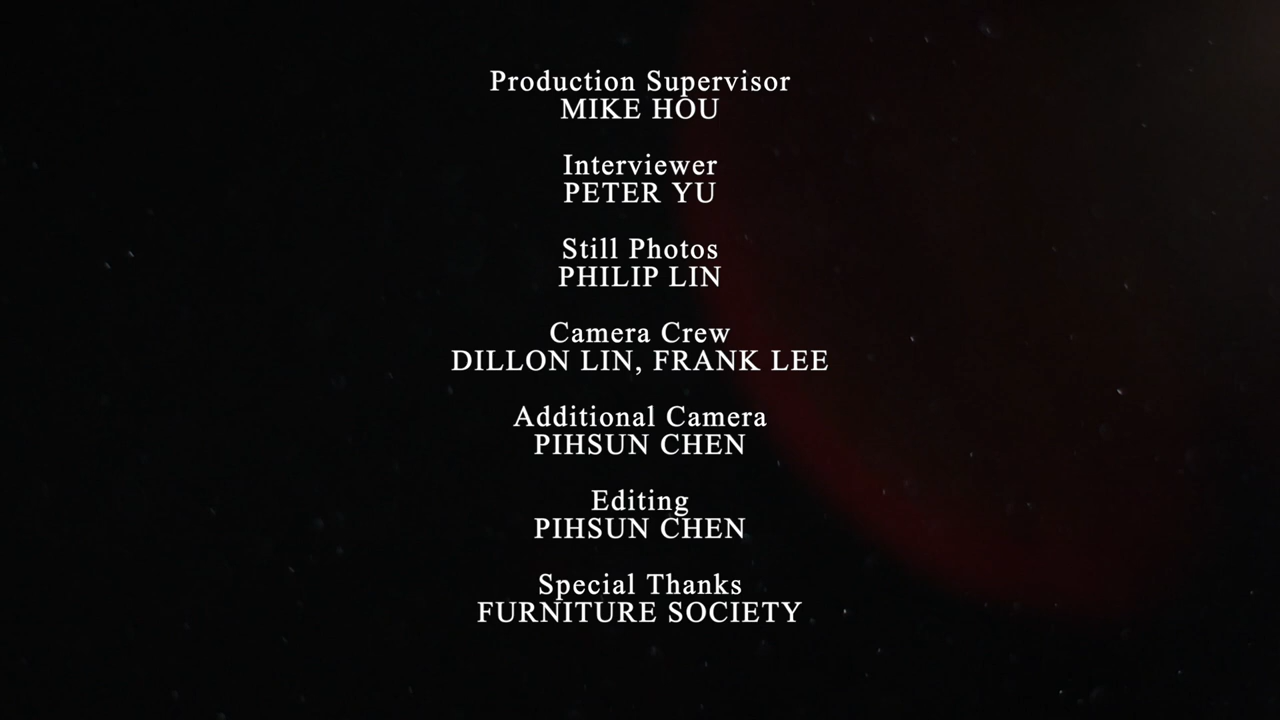 Production Supervisor
MIKE HOU
Interviewer
PETER YU
Still Photos
PHILIP LIN
Camera Crew
DILLON LIN, FRANK LEE
Additional Camera
PIHSUN CHEN
Editing
PIHSUN CHEN
Special Thanks
FURNITURE SOCIETY